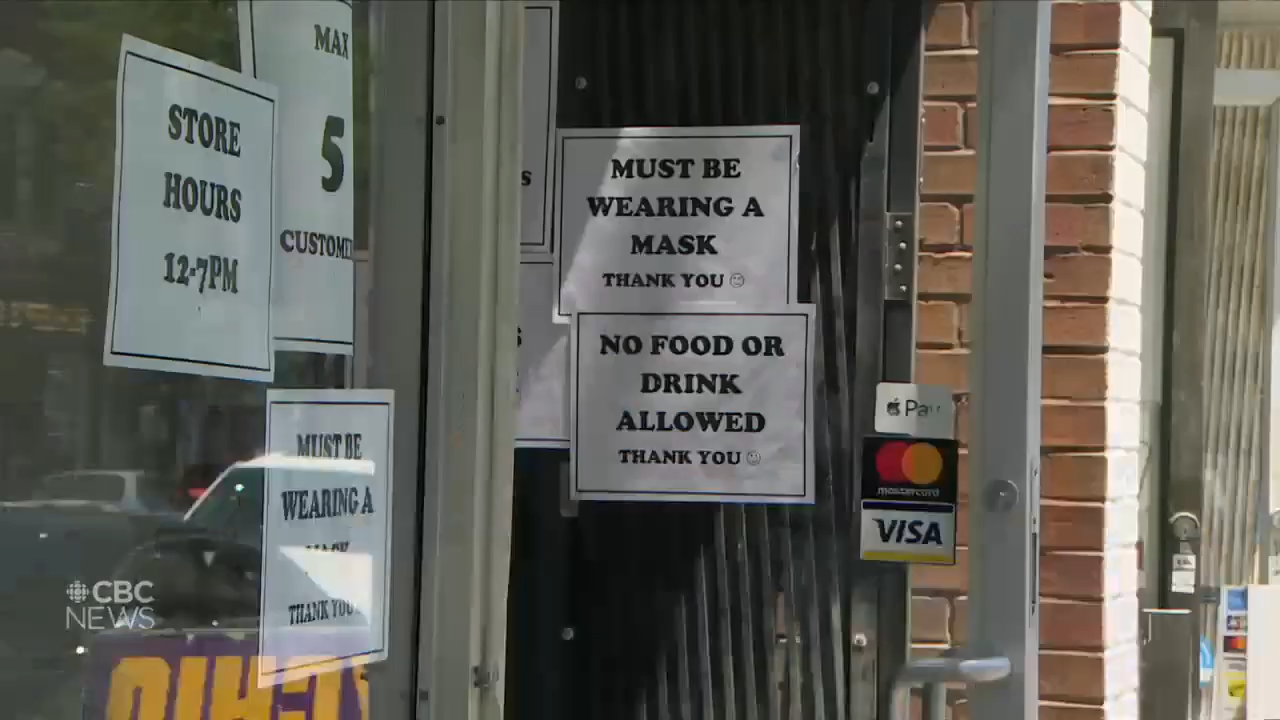 STORE
HOURS
12-7PM
MAX
5
MUST BE
WEARING A
MASK
THANK YOU
MUST BE
WEARING A
MASK
THANK YOU ☺
NO FOOD OR
DRINK
ALLOWED
THANK YOU ☺
Pay
mastercard
VISA
CBC
NEWS